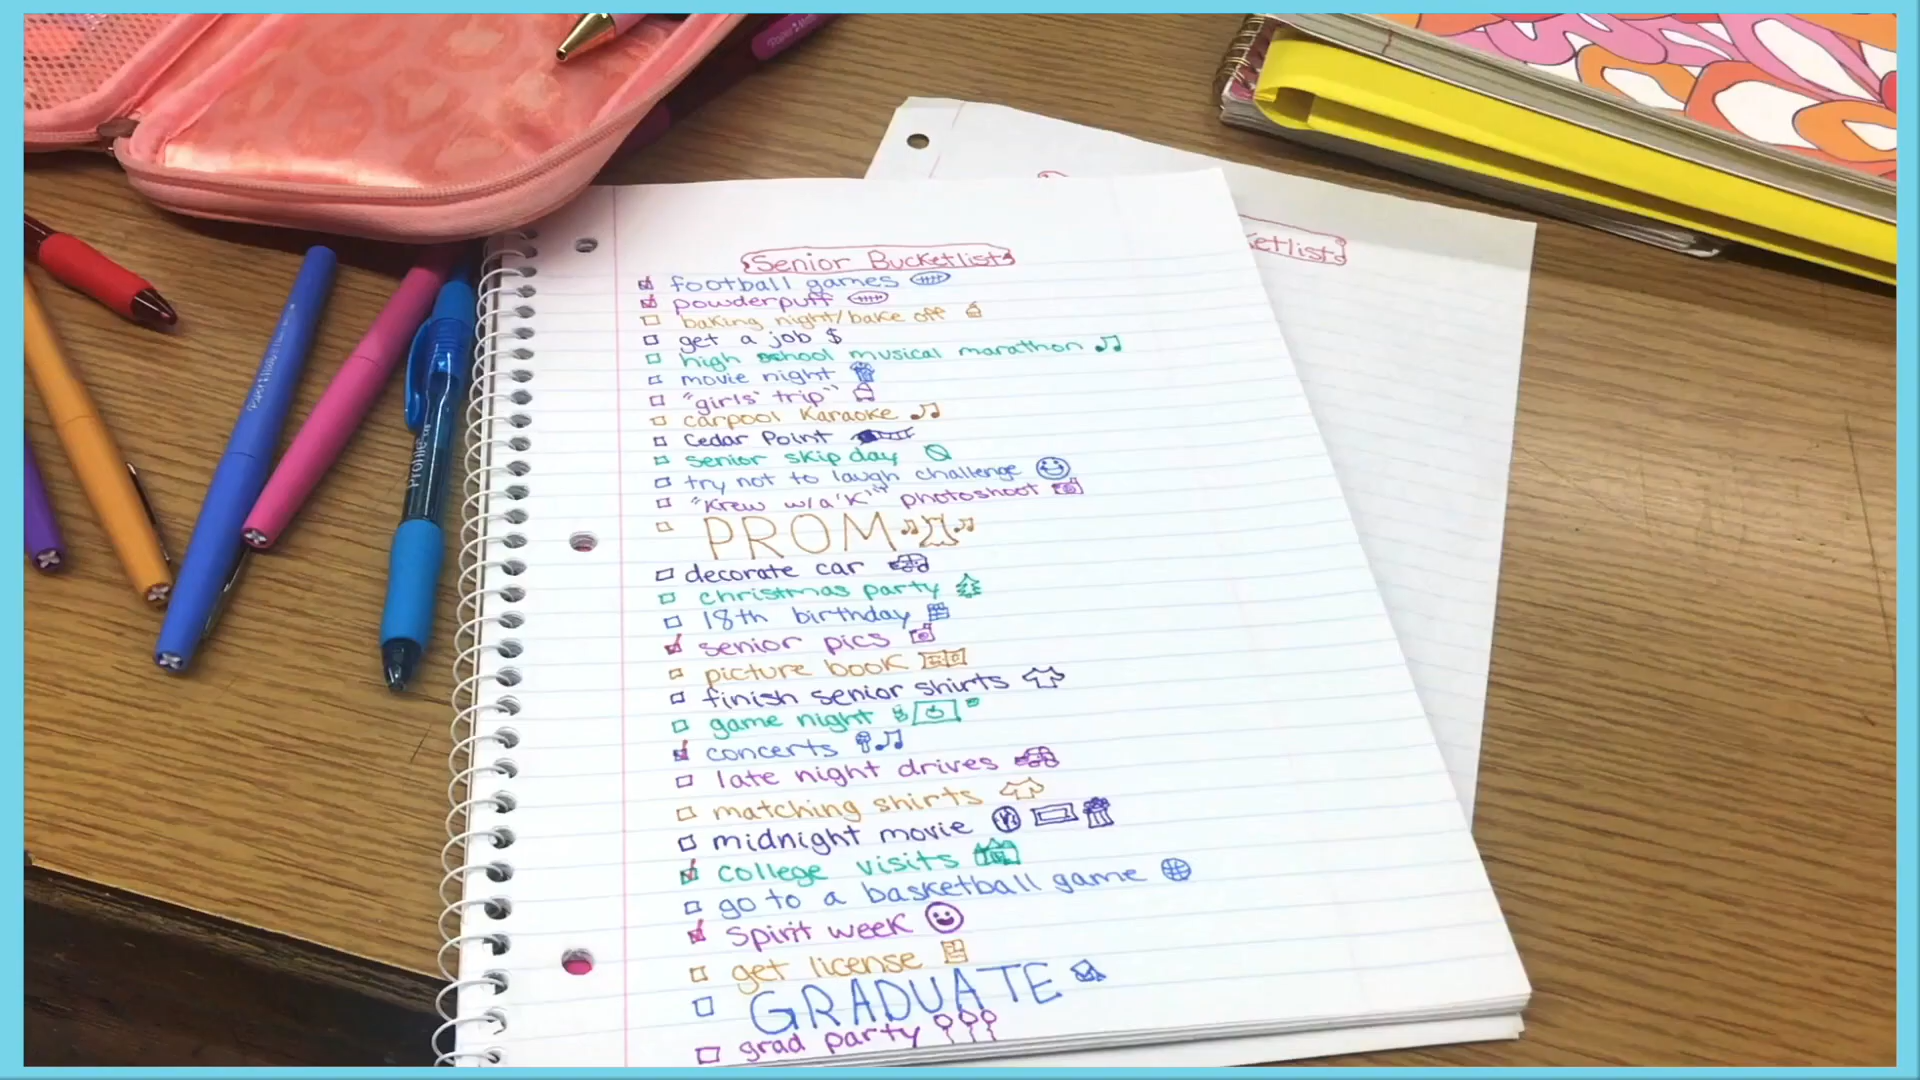 Senior Bucketlist
football games
powderpuff
baking night/bake off
get a job $
high school musical marathon
movie night
"girls' trip"
carpool Karaoke
Cedar Point
senior skip day
try not to laugh challenge
"Krew w/a 'K'" photoshoot
PROM
decorate car
christmas party
18th birthday
senior pics
picture book
finish senior shirts
game night
concerts
late night drives
matching shirts
midnight movie
college visits
go to a basketball game
Spirit week
get license
GRADUATE
grad party
ketlist
Profile